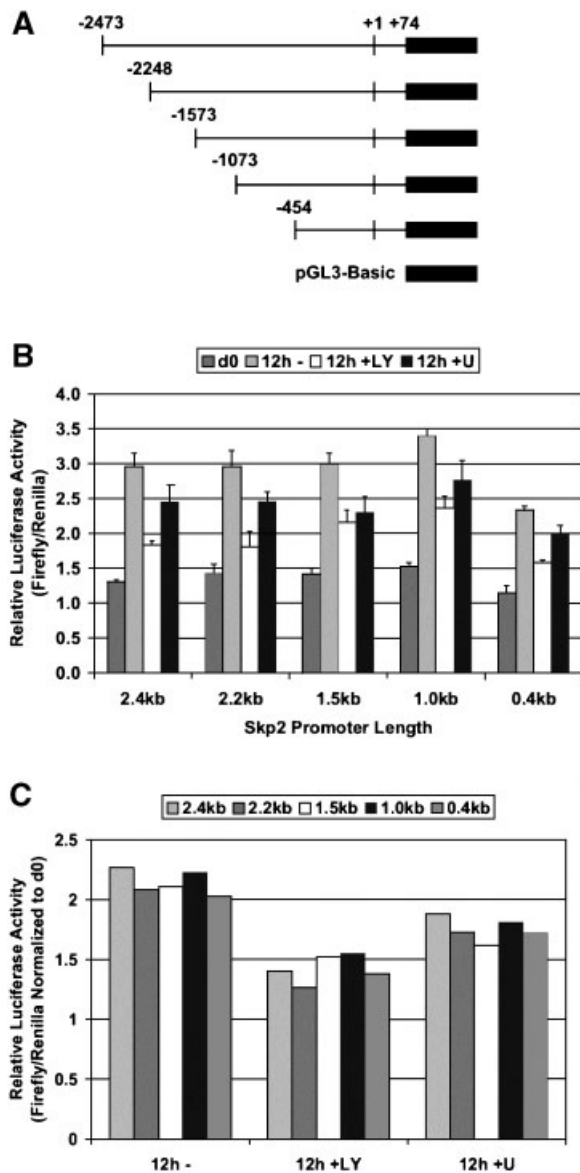 A
-2473
+1 +74
-2248
-1573
-1073
-454
pGL3-Basic
B
d0 12h - 12h +LY 12h +U
Relative Luciferase Activity
(Firefly/Renilla)
4.0
3.5
3.0
2.5
2.0
1.5
1.0
0.5
0.0
2.4kb 2.2kb 1.5kb 1.0kb 0.4kb
Skp2 Promoter Length
C
2.4kb 2.2kb 1.5kb 1.0kb 0.4kb
Relative Luciferase Activity
(Firefly/Renilla Normalized to d0)
2.5
2
1.5
1
0.5
0
12h - 12h +LY 12h +U